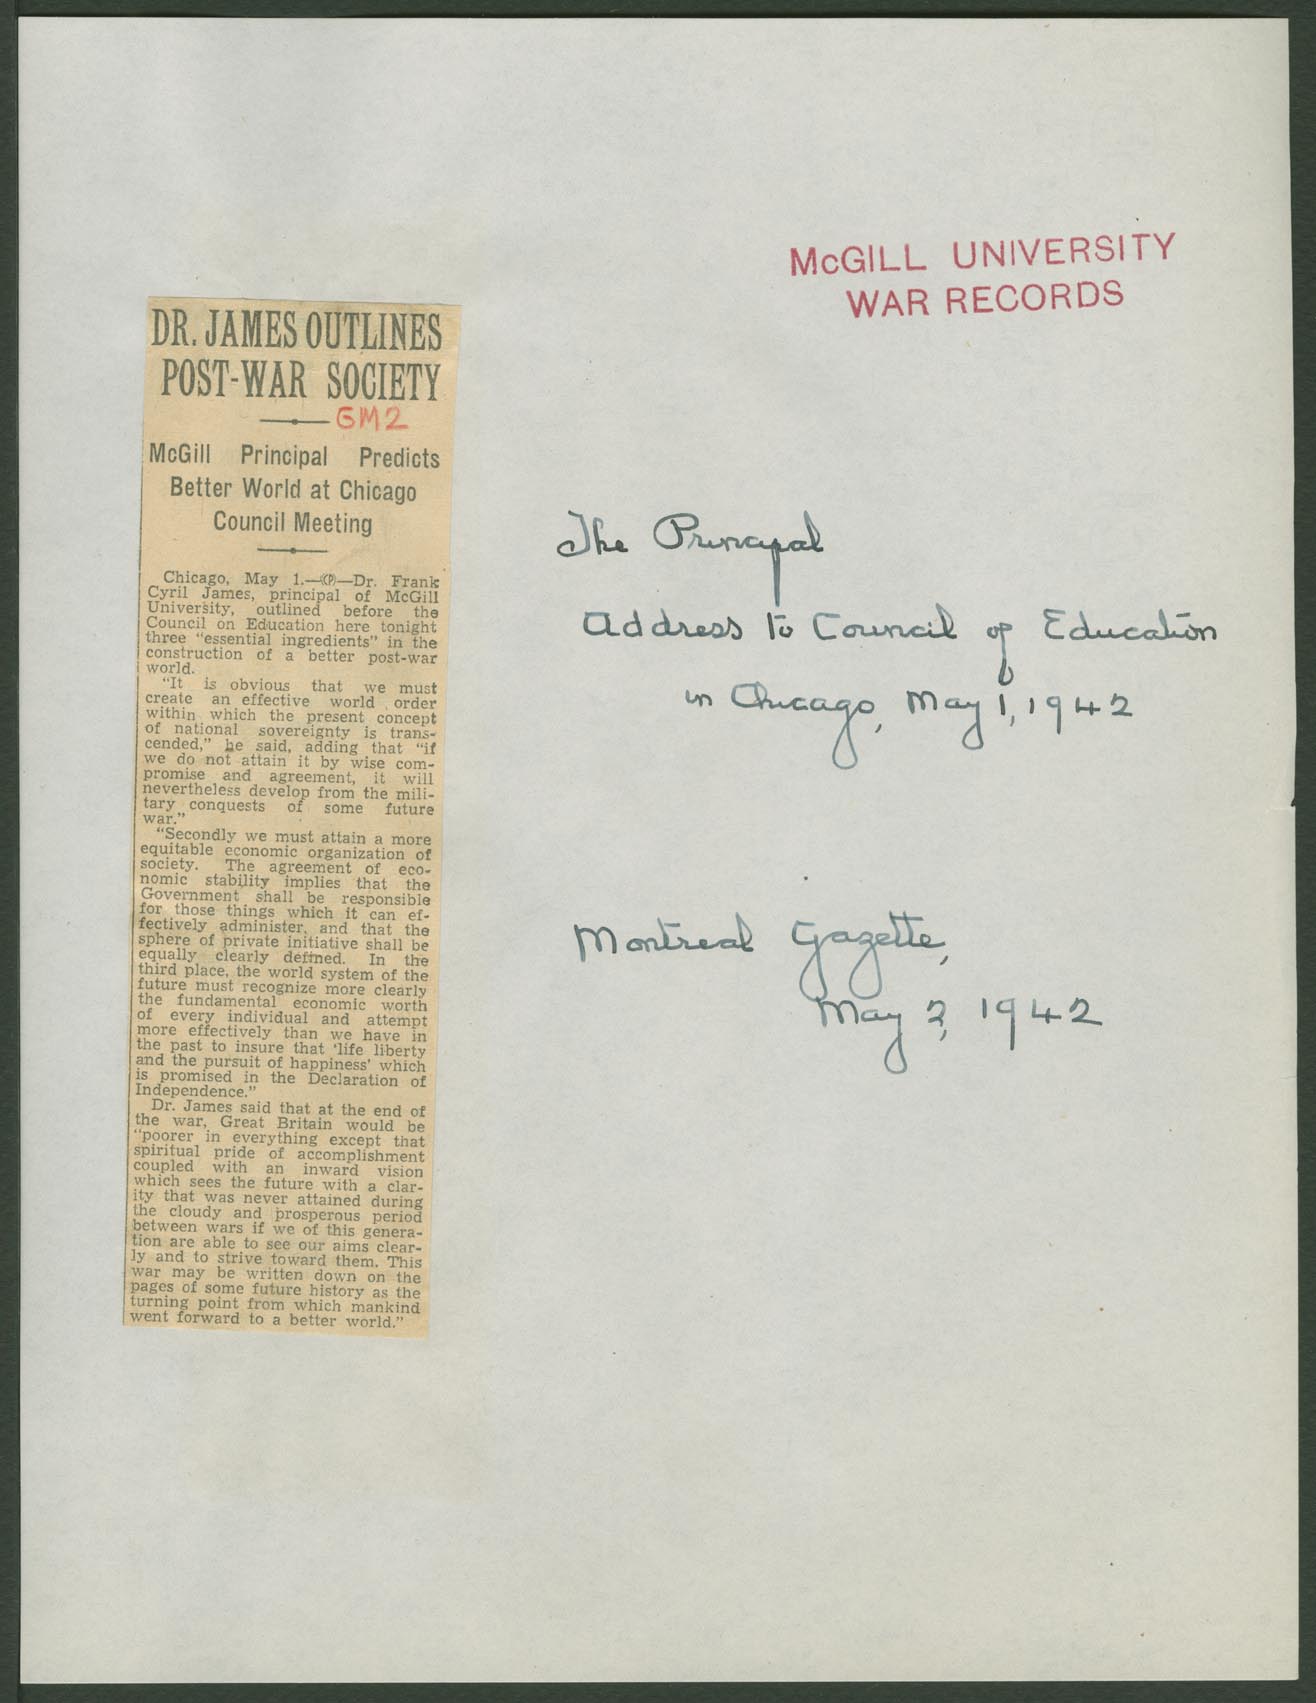 McGILL UNIVERSITY
WAR RECORDS
DR. JAMES OUTLINES
POST-WAR SOCIETY
GM2
McGill Principal Predicts
Better World at Chicago
Council Meeting
Chicago, May 1.—(CP)—Dr. Frank
Cyril James, principal of McGill
University, outlined before the
Council on Education here tonight
three "essential ingredients" in the
construction of a better post-war
world.
"It is obvious that we must
create an effective world order
within which the present concept
of national sovereignty is trans-
cended," he said, adding that "if
we do not attain it by wise com-
promise and agreement, it will
nevertheless develop from the mili-
tary conquests of some future
war."
"Secondly we must attain a more
equitable economic organization of
society. The agreement of eco-
nomic stability implies that the
Government shall be responsible
for those things which it can ef-
fectively administer, and that the
sphere of private initiative shall be
equally clearly defined. In the
third place, the world system of the
future must recognize more clearly
the fundamental economic worth
of every individual and attempt
more effectively than we have in
the past to insure that 'life liberty
and the pursuit of happiness' which
is promised in the Declaration of
Independence."
Dr. James said that at the end of
the war, Great Britain would be
"poorer in everything except that
spiritual pride of accomplishment
coupled with an inward vision
which sees the future with a clar-
ity that was never attained during
the cloudy and prosperous period
between wars if we of this genera-
tion are able to see our aims clear-
ly and to strive toward them. This
war may be written down on the
pages of some future history as the
turning point from which mankind
went forward to a better world."
The Principal
Address to Council of Education
in Chicago, May 1, 1942
Montreal Gazette,
May 2, 1942